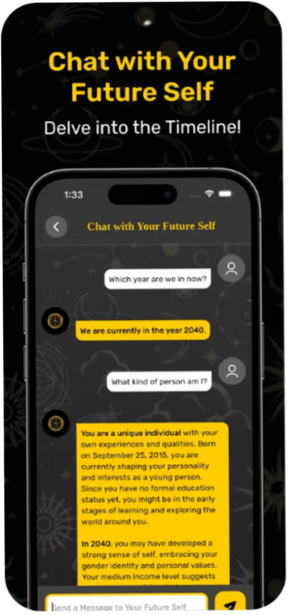 Chat with Your
Future Self
Delve into the Timeline!
1:33
Chat with Your Future Self
Which year are we in now?
We are currently in the year 2040.
What kind of person am I?
You are a unique individual with your
own experiences and qualities. Born
on September 25, 2015, you are
currently shaping your personality
and interests as a young person.
Since you have no formal education
status yet, you might be in the early
stages of learning and exploring the
world around you.
In 2040, you may have developed a
strong sense of self, embracing your
gender identity and personal values.
Your medium income level suggests
Send a Message to Your Future Self